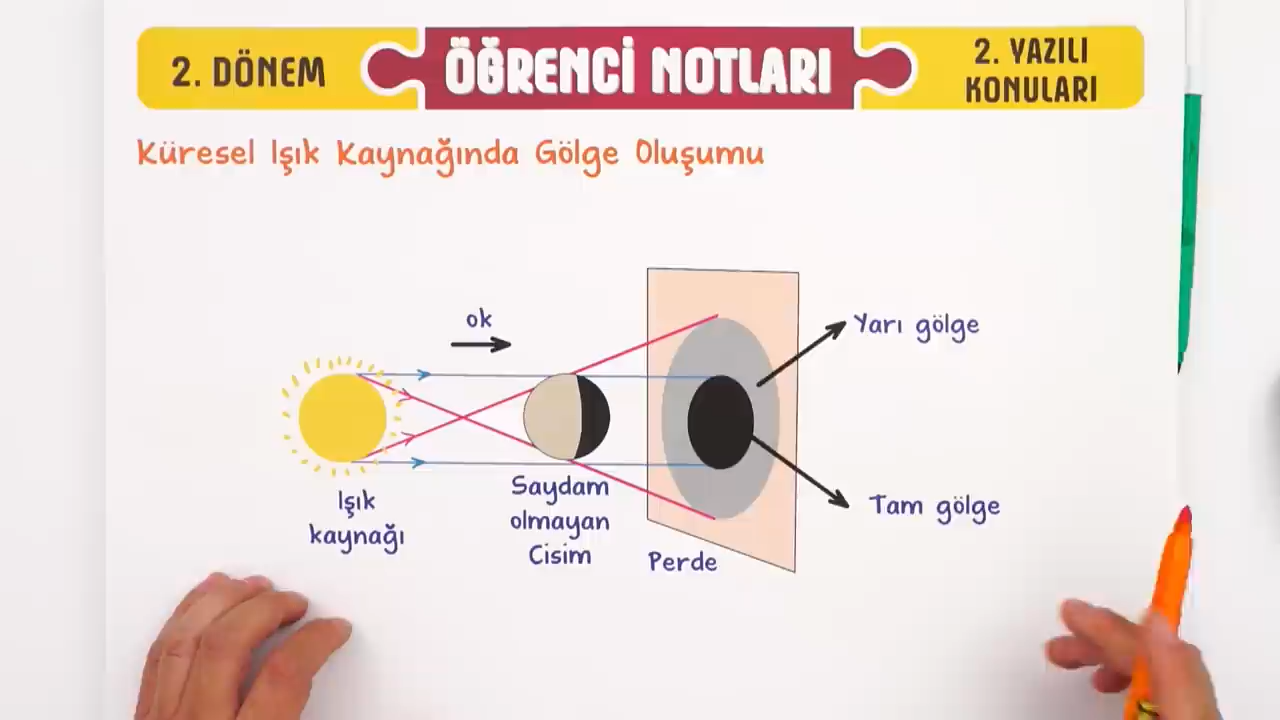 2. DÖNEM
ÖĞRENCİ NOTLARI
2. YAZILI
KONULARI
Küresel Işık Kaynağında Gölge Oluşumu
ok
Yarı gölge
Işık
kaynağı
Saydam
olmayan
Cisim
Perde
Tam gölge